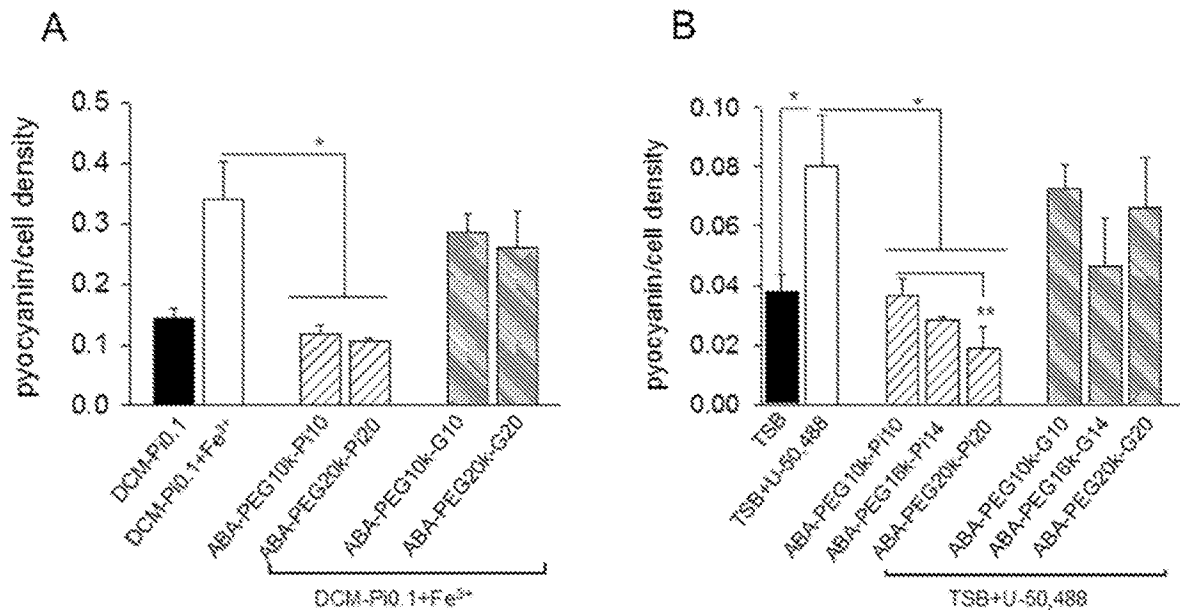 A
pyocyanin/cell density
0.5
0.4
0.3
0.2
0.1
0.0
*
DCM-Pi0.1
DCM-Pi0.1+Fe³⁺
ABA-PEG10k-Pi10
ABA-PEG20k-Pi20
ABA-PEG10k-G10
ABA-PEG20k-G20
DCM-Pi0.1+Fe³⁺
B
pyocyanin/cell density
0.10
0.08
0.06
0.04
0.02
0.00
*
*
**
TSB
TSB+U-50,488
ABA-PEG10k-Pi10
ABA-PEG16k-Pi14
ABA-PEG20k-Pi20
ABA-PEG10k-G10
ABA-PEG16k-G14
ABA-PEG20k-G20
TSB+U-50,488